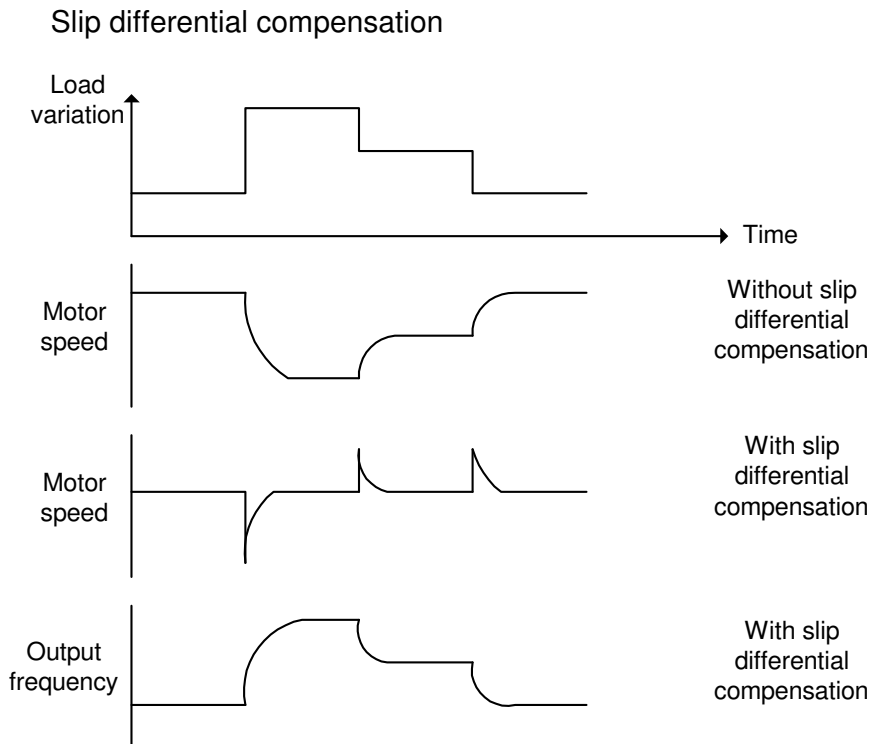 Slip differential compensation
Load
variation
Time
Motor
speed
Without slip
differential
compensation
Motor
speed
With slip
differential
compensation
Output
frequency
With slip
differential
compensation